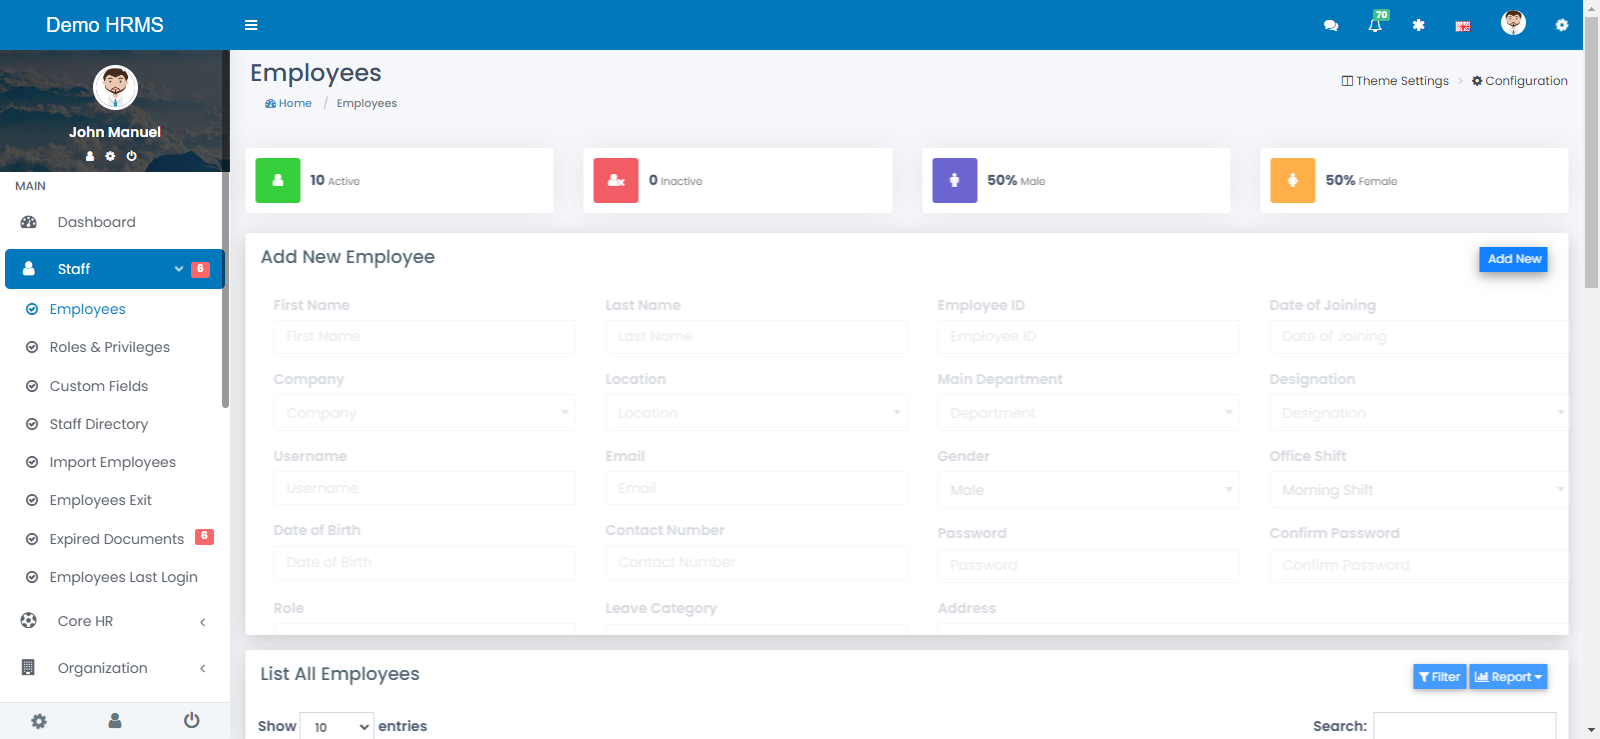 Demo HRMS
70
John Manuel
MAIN
Dashboard
Staff 6
Employees
Roles & Privileges
Custom Fields
Staff Directory
Import Employees
Employees Exit
Expired Documents 6
Employees Last Login
Core HR
Organization
Employees
Home / Employees
Theme Settings > Configuration
10 Active
0 Inactive
50% Male
50% Female
Add New Employee
Add New
First Name Last Name Employee ID Date of Joining
First Name Last Name Employee ID Date of Joining
Company Location Main Department Designation
Company Location Department Designation
Username Email Gender Office Shift
Username Email Male Morning Shift
Date of Birth Contact Number Password Confirm Password
Date of Birth Contact Number Password Confirm Password
Role Leave Category Address
List All Employees
Filter Report
Show 10 entries
Search: